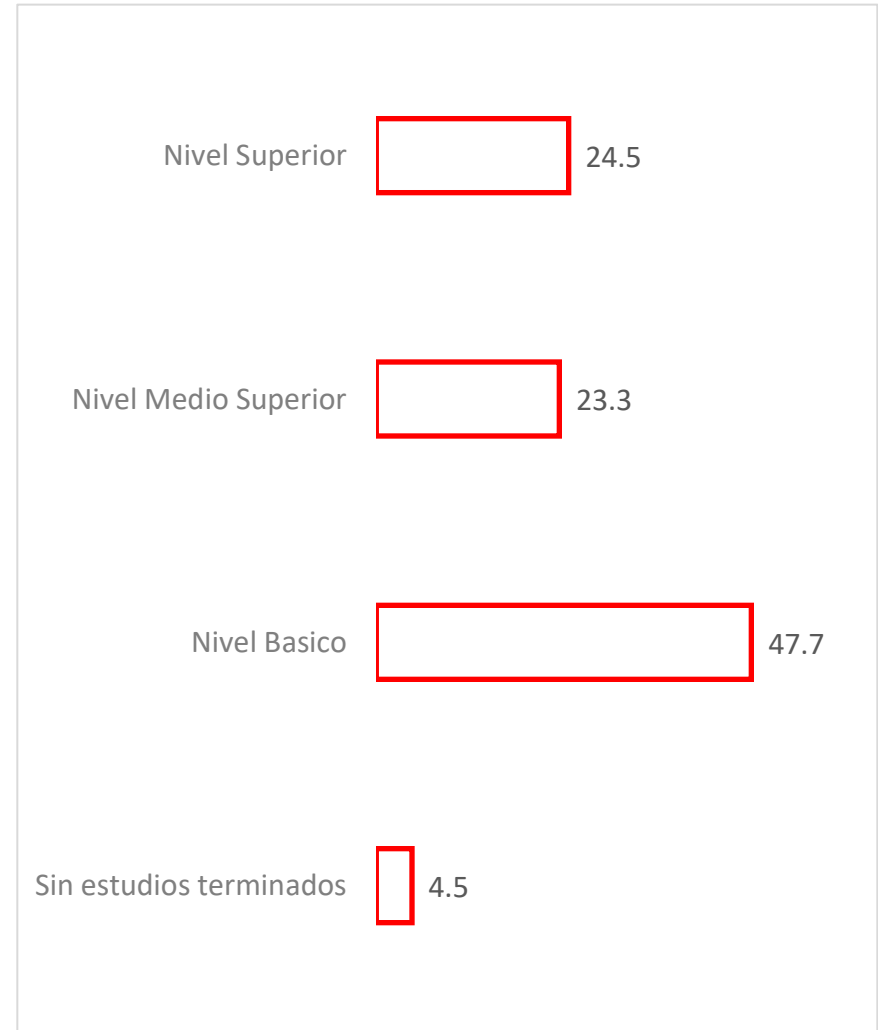 Nivel Superior 24.5
Nivel Medio Superior 23.3
Nivel Basico 47.7
Sin estudios terminados 4.5